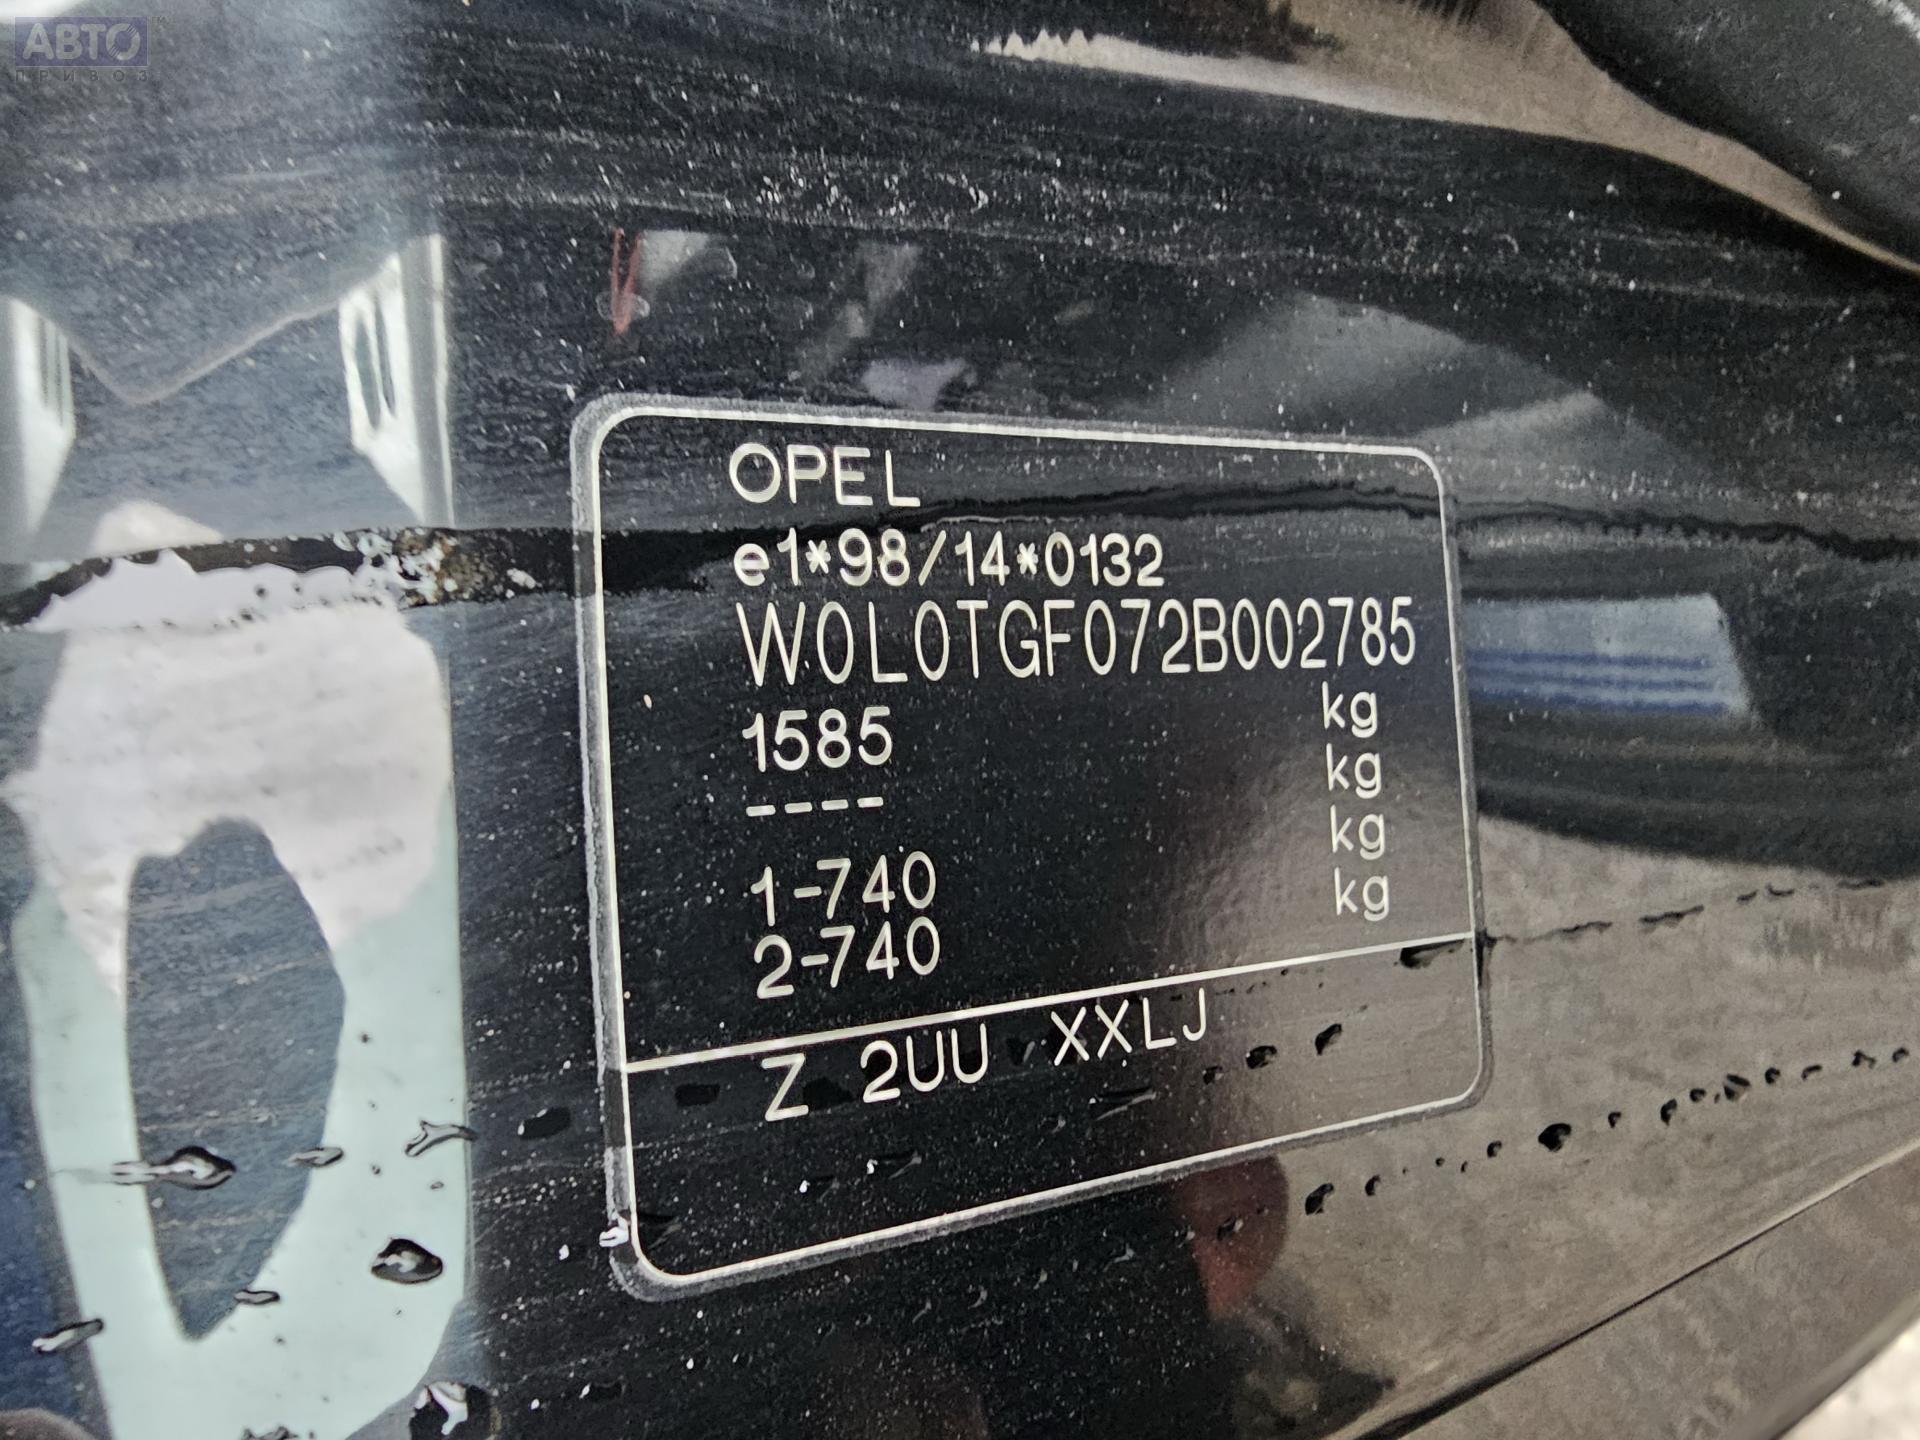 АВТО
ПРИВОЗ
OPEL
e1*98/14*0132
W0L0TGF072B002785
1585 kg
---- kg
1-740 kg
2-740 kg
Z 2UU XXLJ